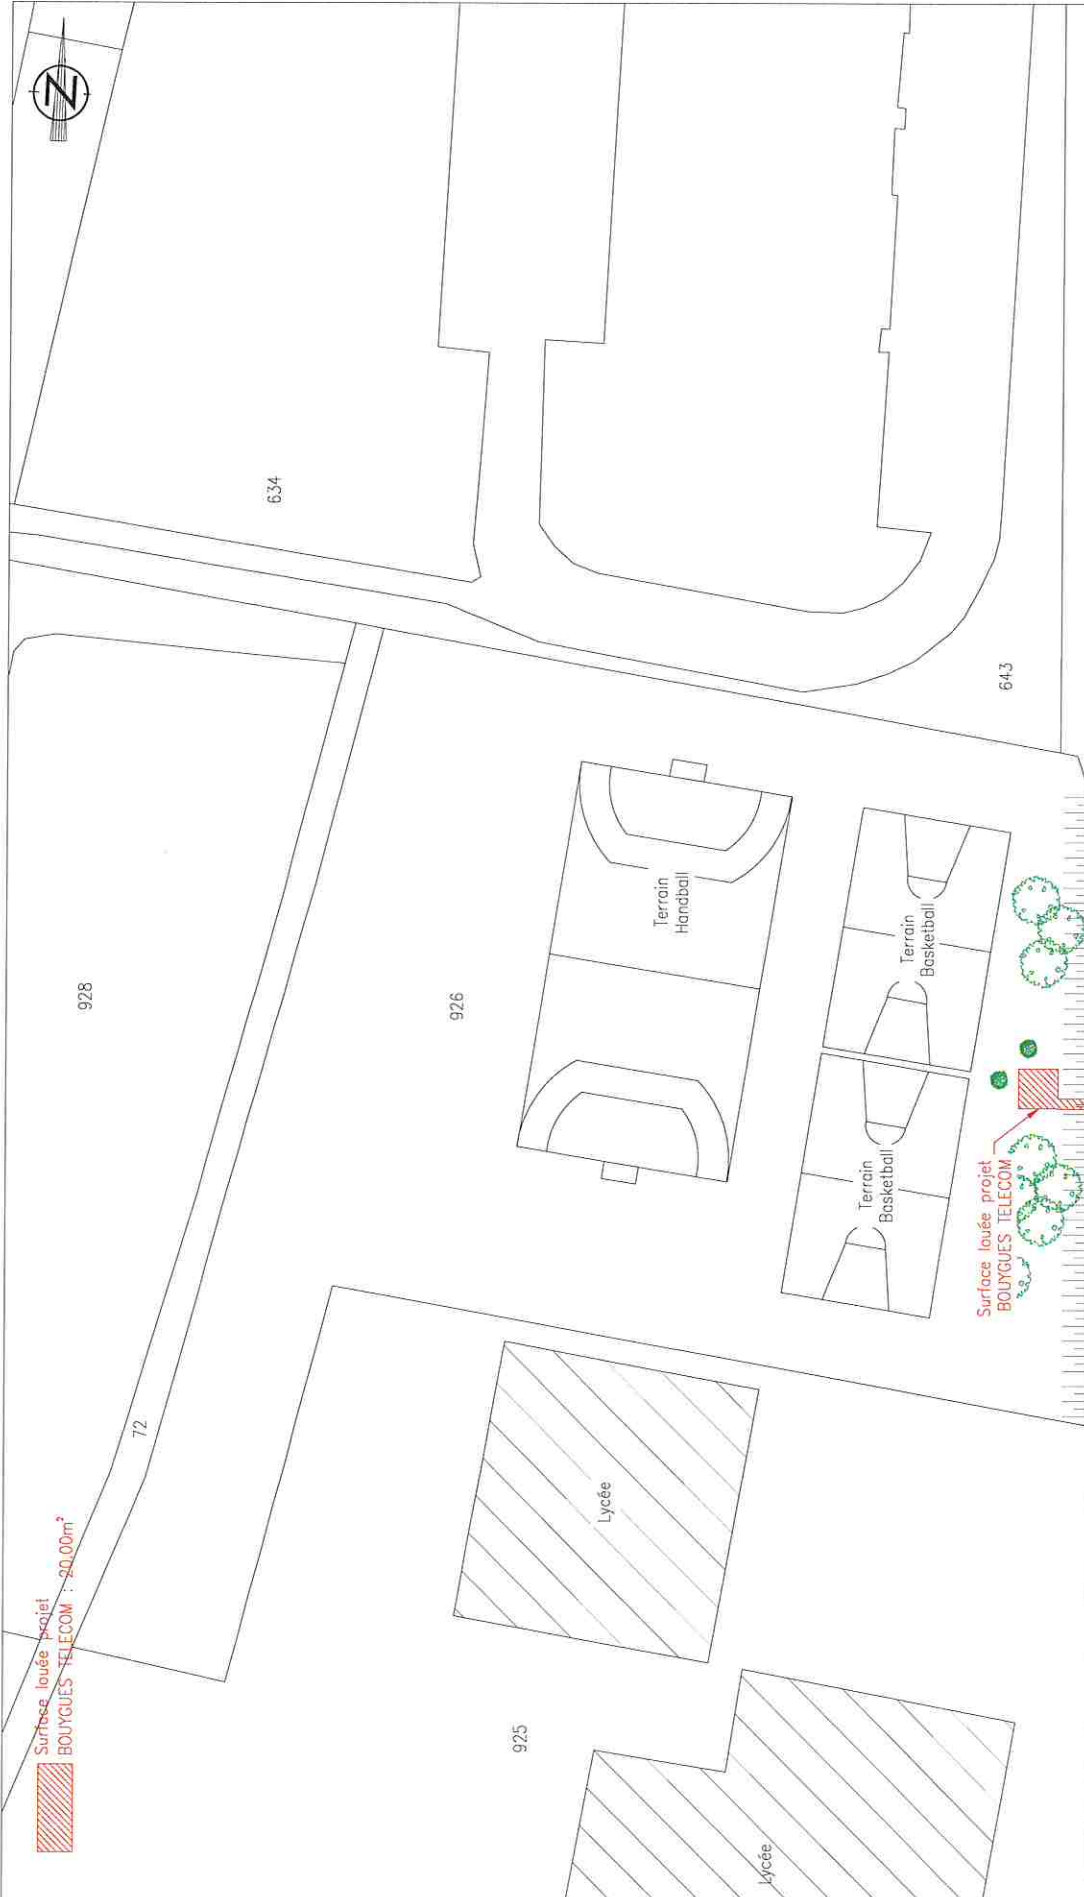 Surface louée projet
BOUYGUES TELECOM : 20,00m²
72
928
634
926
925
Lycée
Lycée
Terrain
Handball
Terrain
Basketball
Terrain
Basketball
643
Surface louée projet
BOUYGUES TELECOM
N